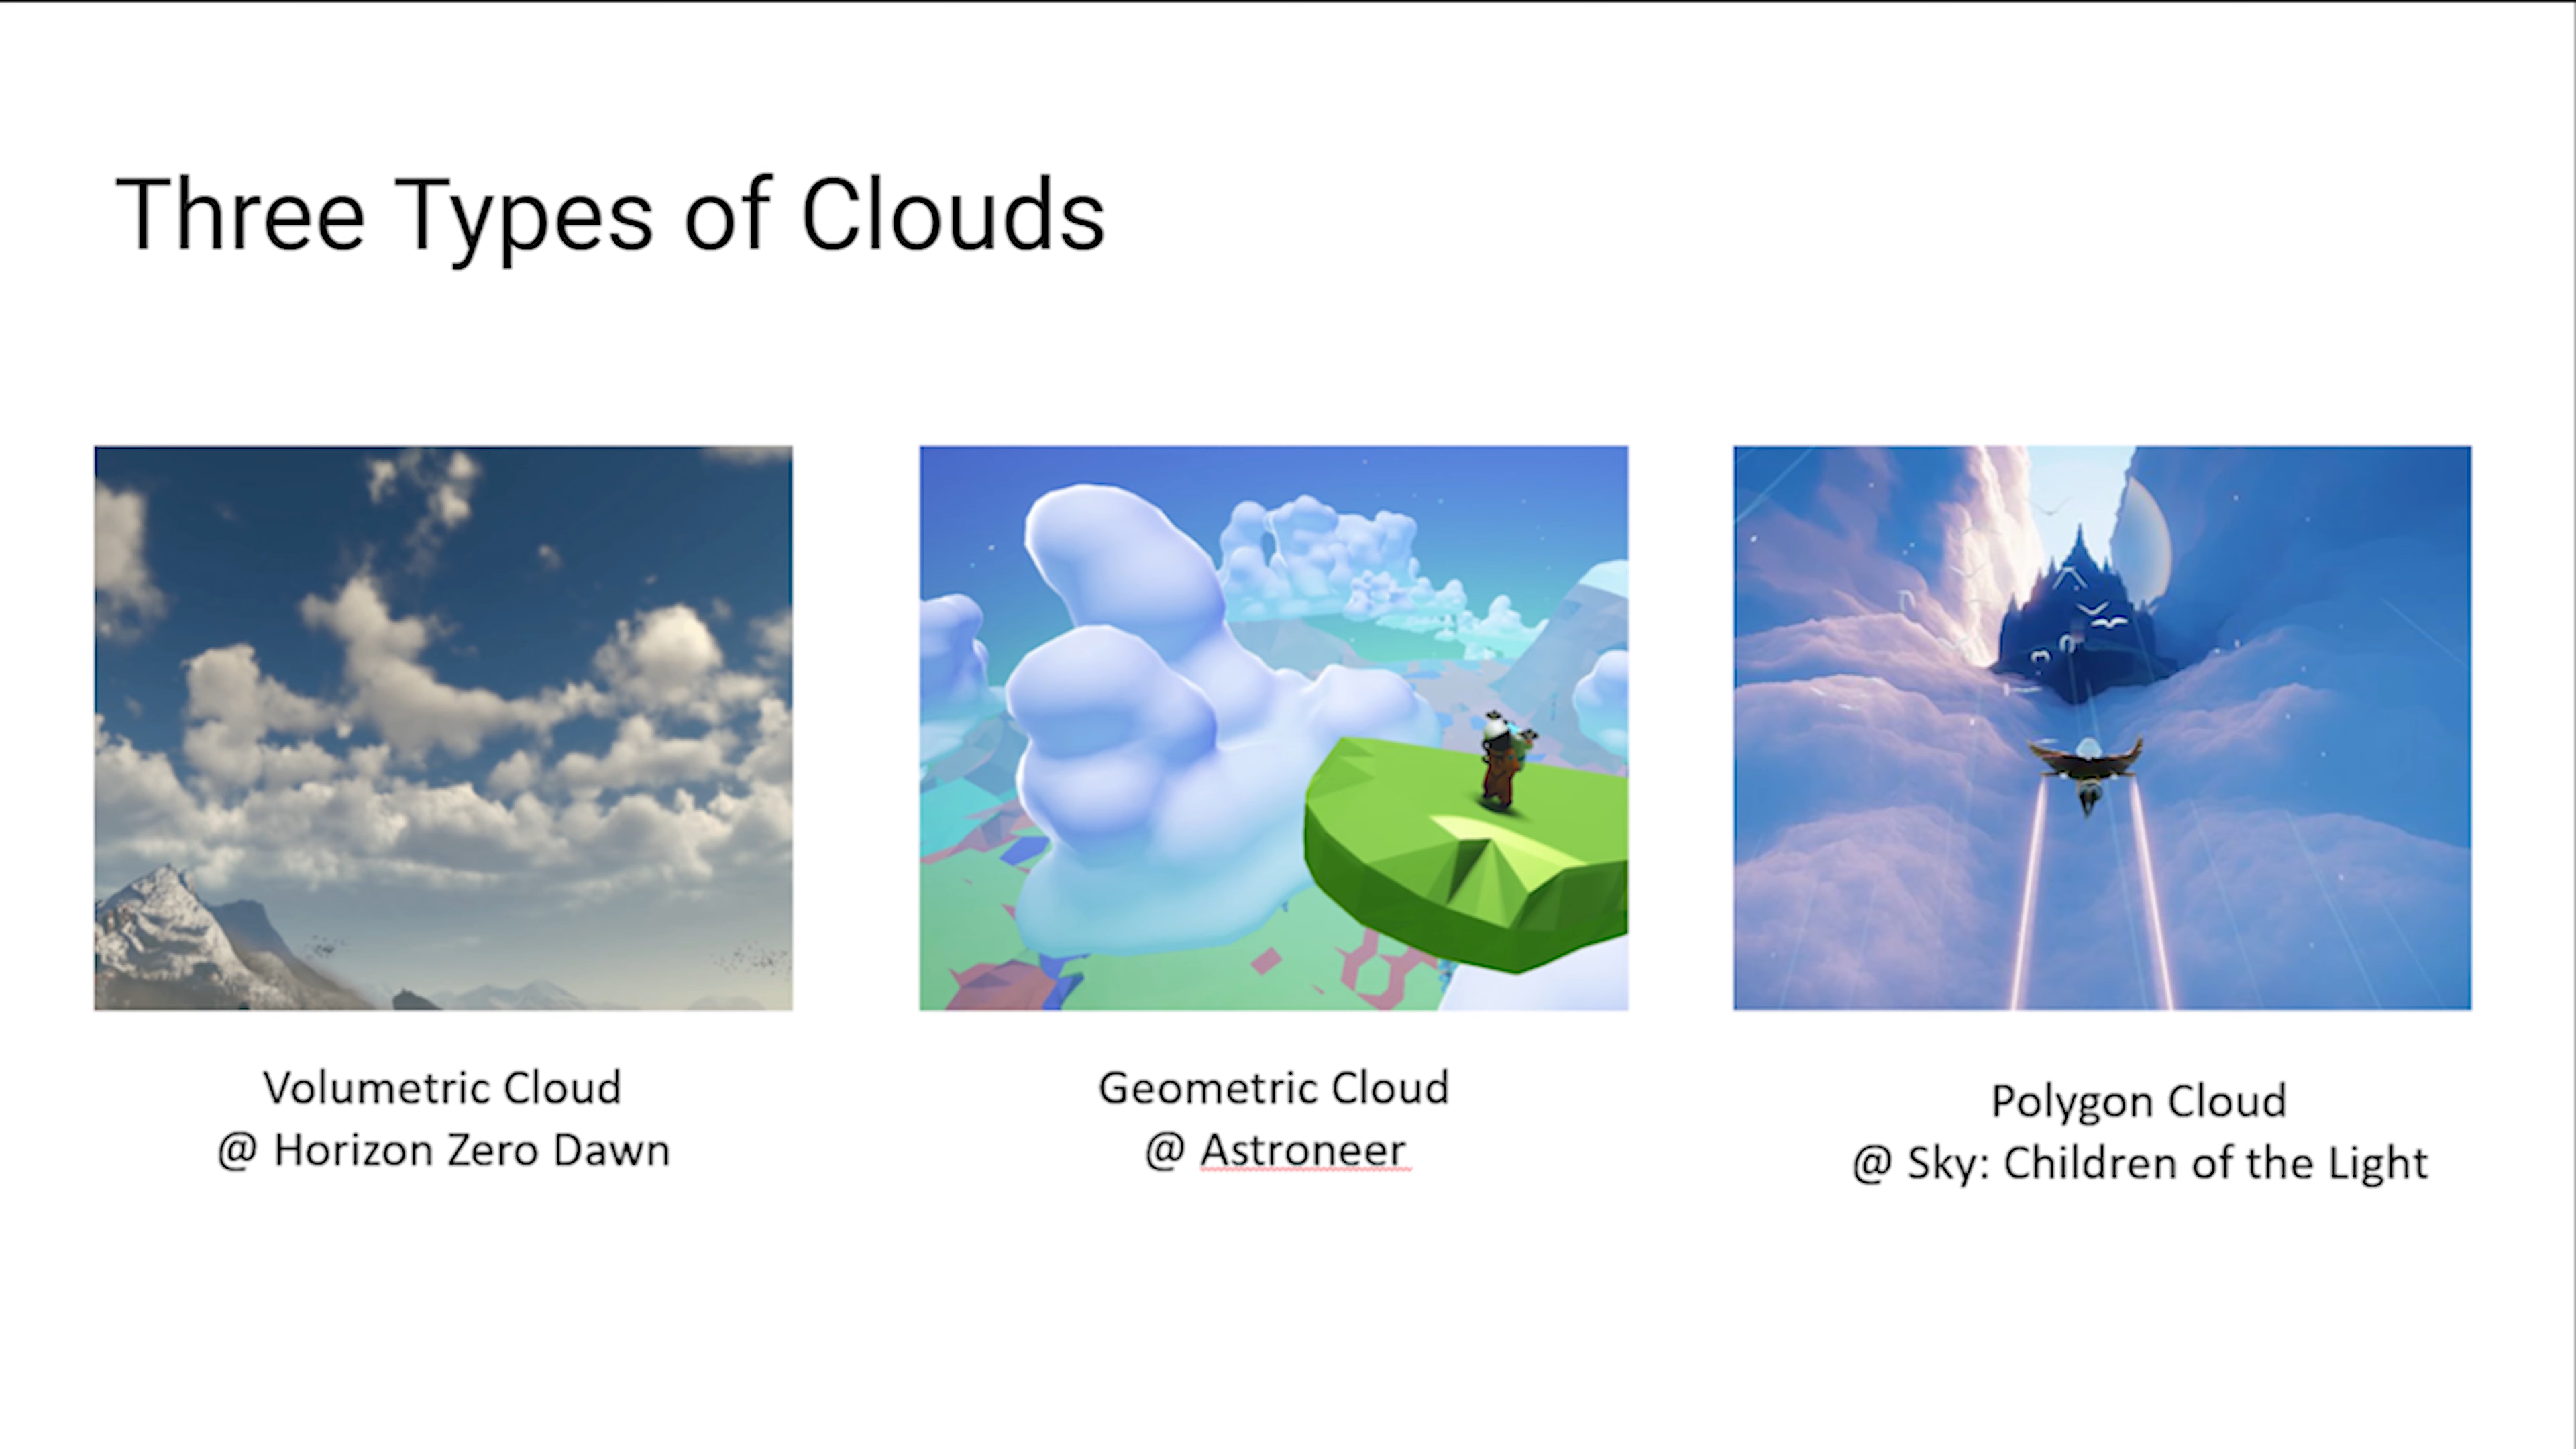 Three Types of Clouds
Volumetric Cloud
@ Horizon Zero Dawn
Geometric Cloud
@ Astroneer
Polygon Cloud
@ Sky: Children of the Light